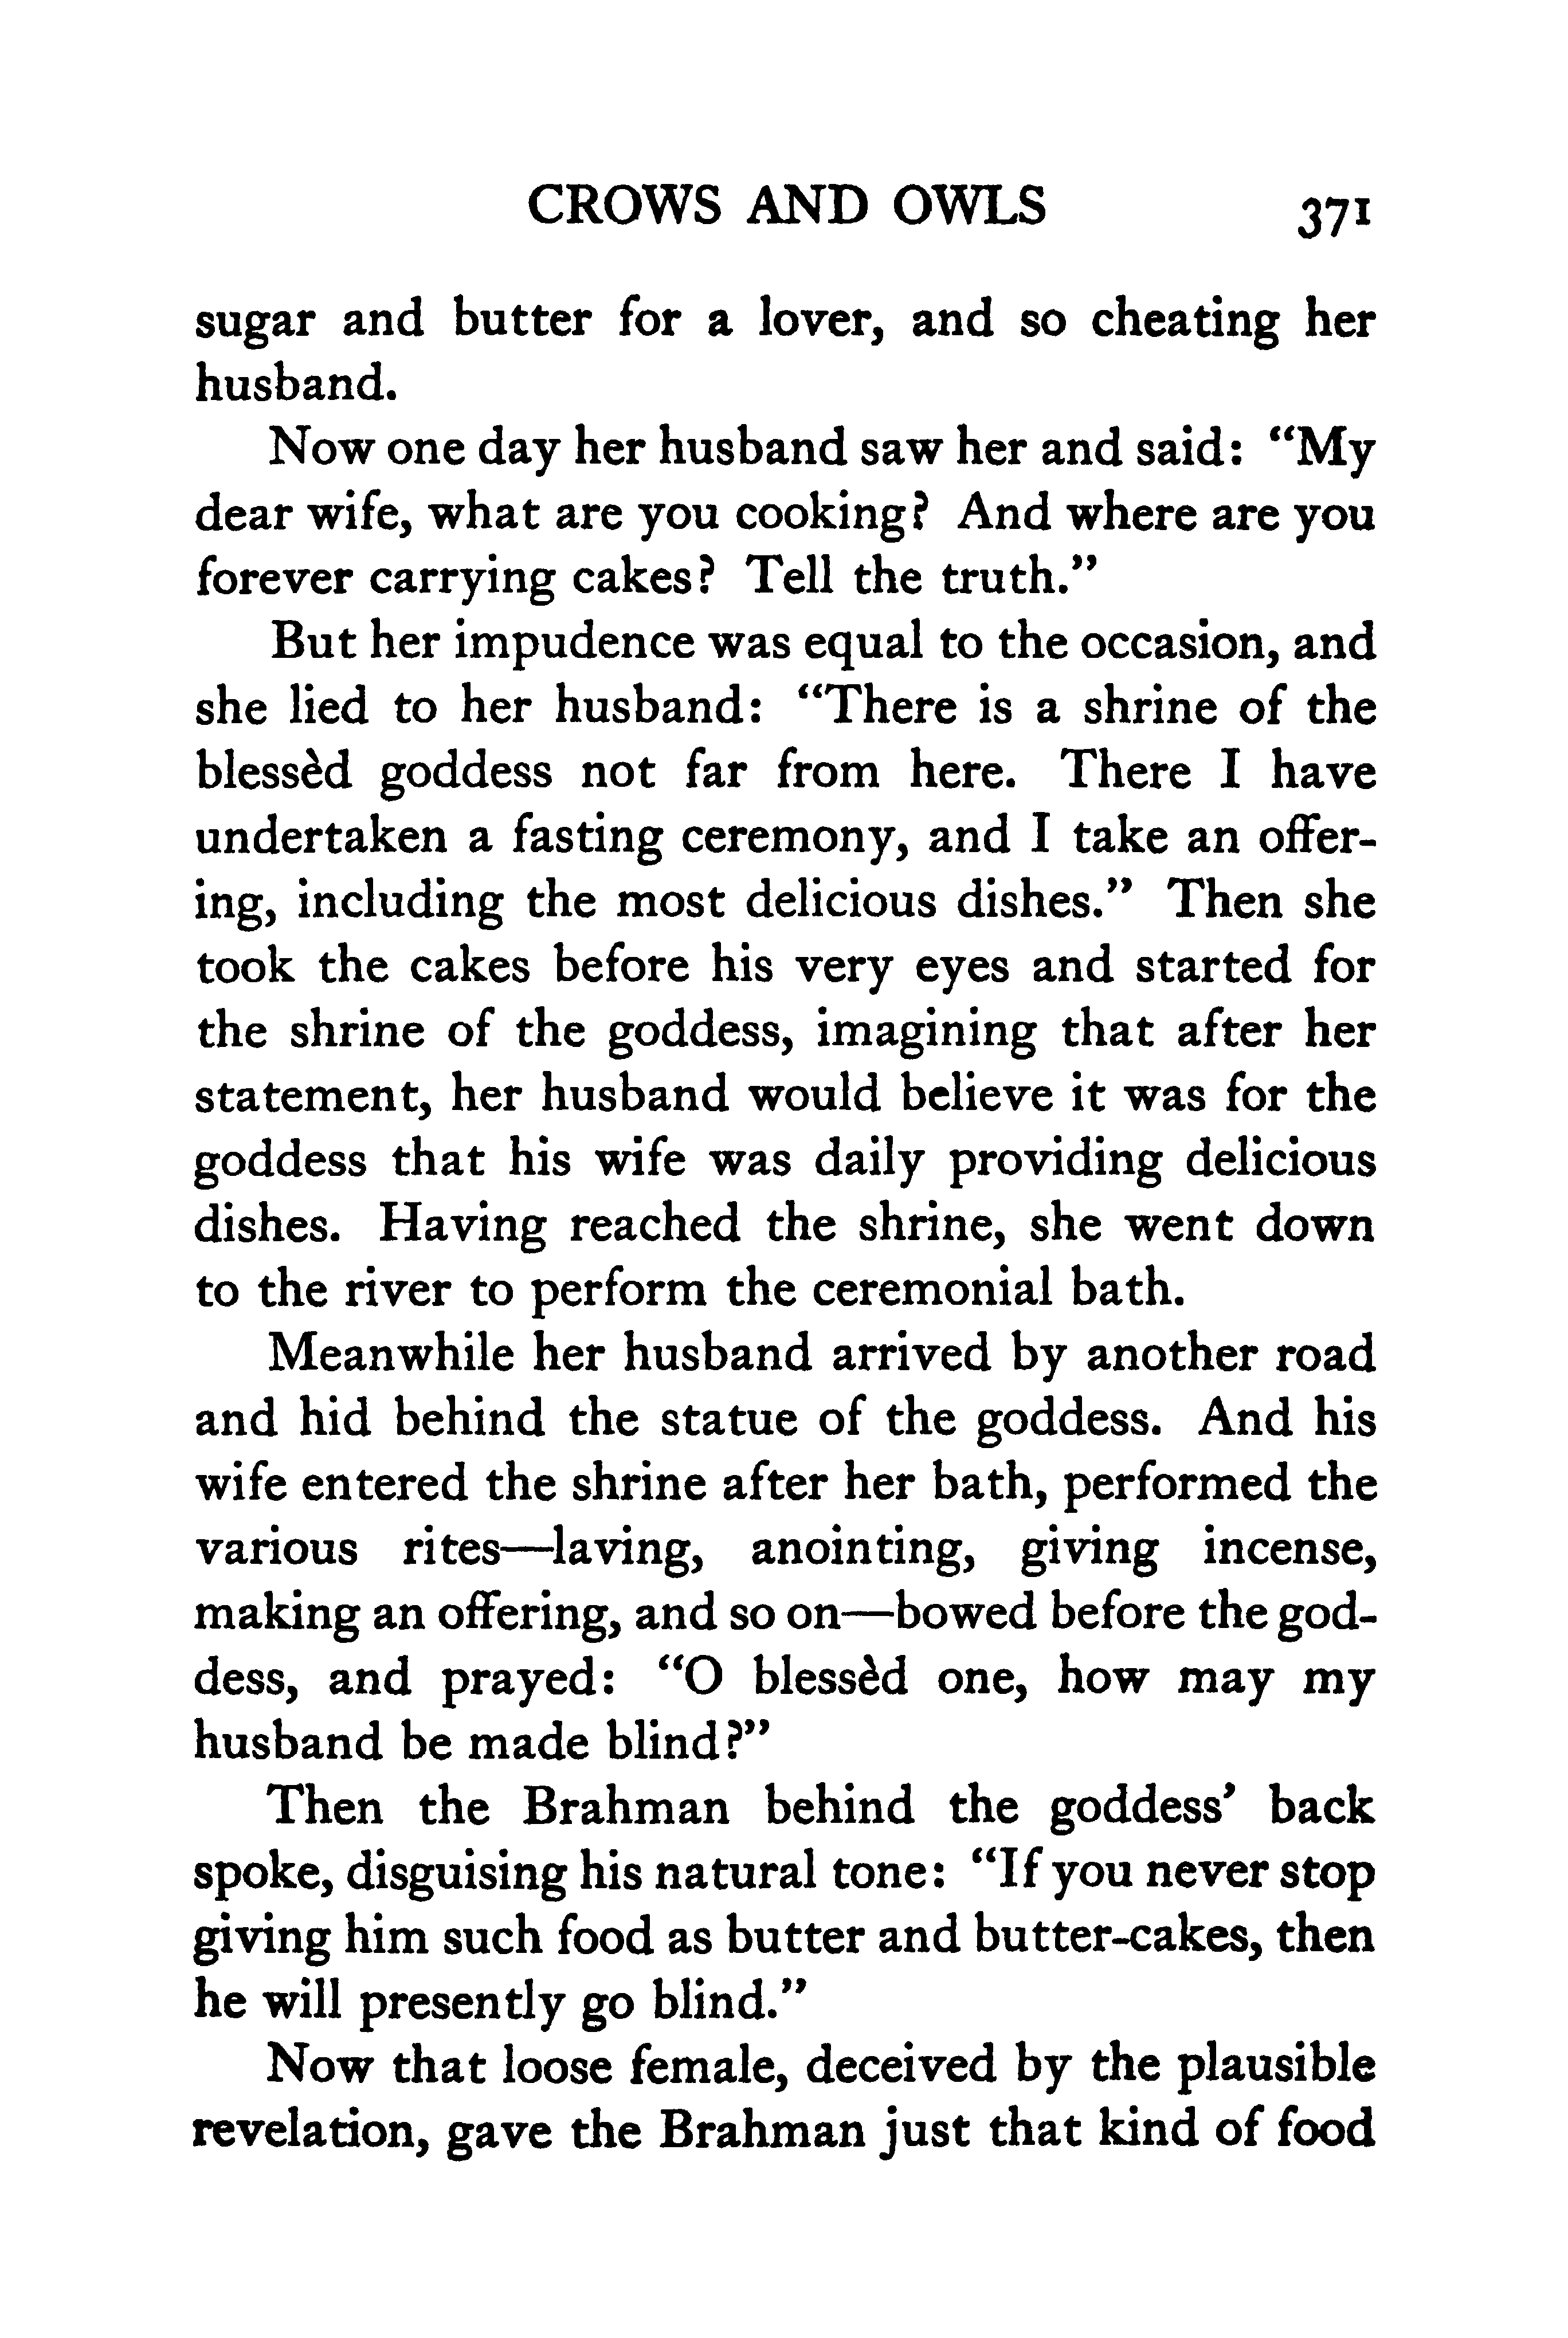 CROWS AND OWLS 371
sugar and butter for a lover, and so cheating her
husband.
Now one day her husband saw her and said: “My
dear wife, what are you cooking? And where are you
forever carrying cakes? Tell the truth.”
But her impudence was equal to the occasion, and
she lied to her husband: “There is a shrine of the
blessèd goddess not far from here. There I have
undertaken a fasting ceremony, and I take an offer-
ing, including the most delicious dishes.” Then she
took the cakes before his very eyes and started for
the shrine of the goddess, imagining that after her
statement, her husband would believe it was for the
goddess that his wife was daily providing delicious
dishes. Having reached the shrine, she went down
to the river to perform the ceremonial bath.
Meanwhile her husband arrived by another road
and hid behind the statue of the goddess. And his
wife entered the shrine after her bath, performed the
various rites—laving, anointing, giving incense,
making an offering, and so on—bowed before the god-
dess, and prayed: “O blessèd one, how may my
husband be made blind?”
Then the Brahman behind the goddess’ back
spoke, disguising his natural tone: “If you never stop
giving him such food as butter and butter-cakes, then
he will presently go blind.”
Now that loose female, deceived by the plausible
revelation, gave the Brahman just that kind of food